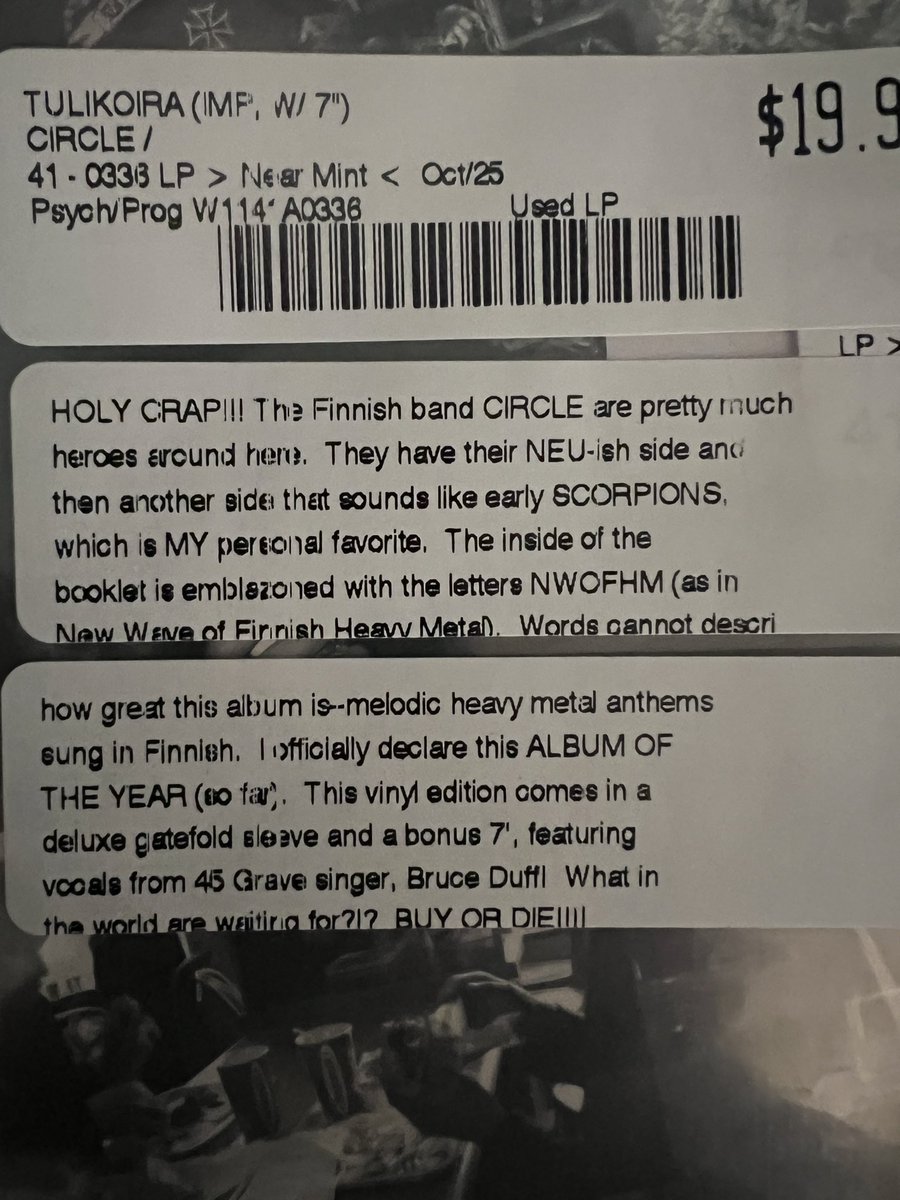 TULIKOIRA (IMP, W/ 7")
$19.9
CIRCLE /
41 - 0336 LP > Near Mint < Oct/25
Psych/Prog W114* A0336 Used LP
LP >
HOLY CRAP!!! The Finnish band CIRCLE are pretty much
heroes around here. They have their NEU-ish side and
then another side that sounds like early SCORPIONS,
which is MY personal favorite. The inside of the
booklet is emblazoned with the letters NWOFHM (as in
New Wave of Finnish Heavy Metal). Words cannot descri
how great this album is--melodic heavy metal anthems
sung in Finnish. I officially declare this ALBUM OF
THE YEAR (so far). This vinyl edition comes in a
deluxe gatefold sleeve and a bonus 7', featuring
vocals from 45 Grave singer, Bruce Duff! What in
the world are waiting for?!? BUY OR DIE!!!!